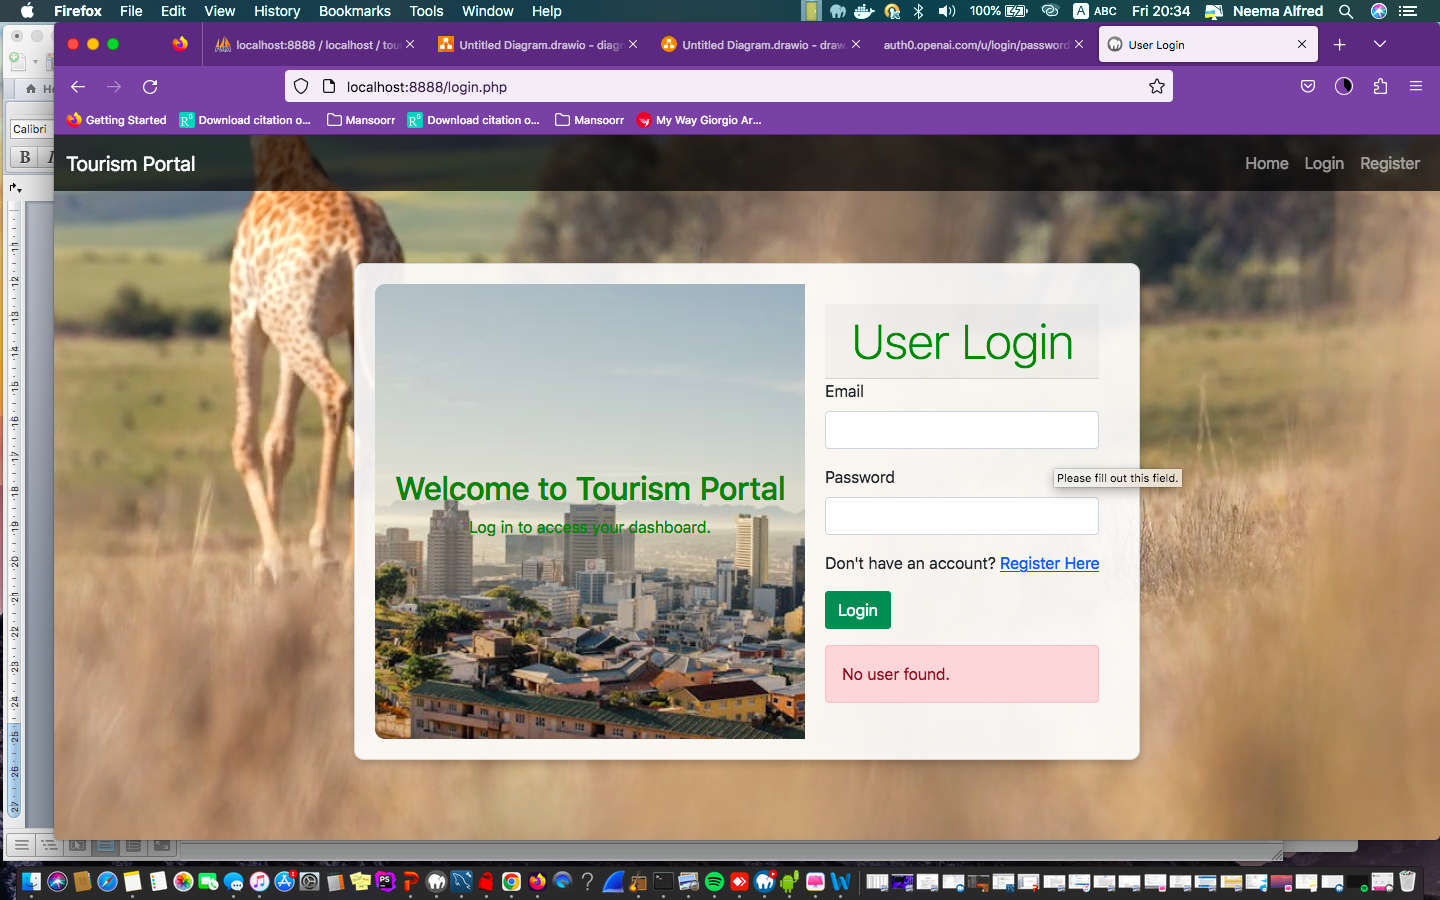 Firefox File Edit View History Bookmarks Tools Window Help 100% A ABC Fri 20:34 Neema Alfred
localhost:8888 / localhost / tou
Untitled Diagram.drawio - diag
Untitled Diagram.drawio - draw.
auth0.openai.com/u/login/password
User Login
localhost:8888/login.php
Getting Started
Download citation o...
Mansoorr
Download citation o...
Mansoorr
My Way Giorgio Ar...
Calibri
B
Tourism Portal
Home Login Register
User Login
Email
Welcome to Tourism Portal
Log in to access your dashboard.
Password
Please fill out this field.
Don't have an account? Register Here
Login
No user found.